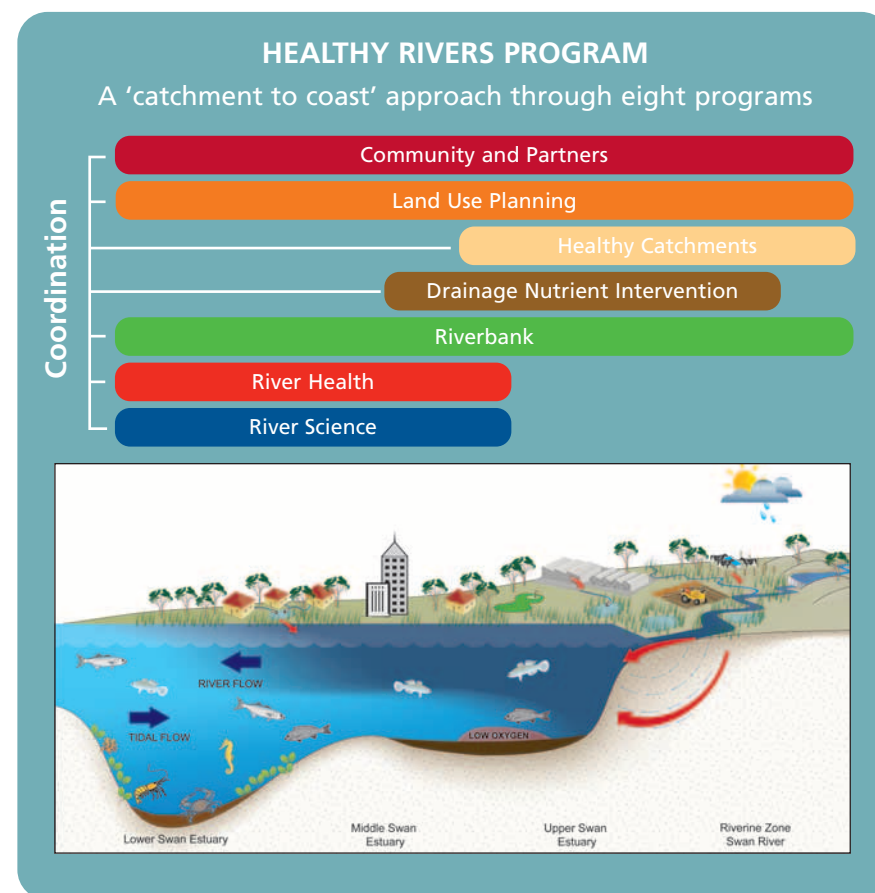 HEALTHY RIVERS PROGRAM
A ‘catchment to coast’ approach through eight programs
Coordination
Community and Partners
Land Use Planning
Healthy Catchments
Drainage Nutrient Intervention
Riverbank
River Health
River Science
RIVER FLOW
TIDAL FLOW
LOW OXYGEN
Lower Swan Estuary
Middle Swan
Estuary
Upper Swan
Estuary
Riverine Zone
Swan River